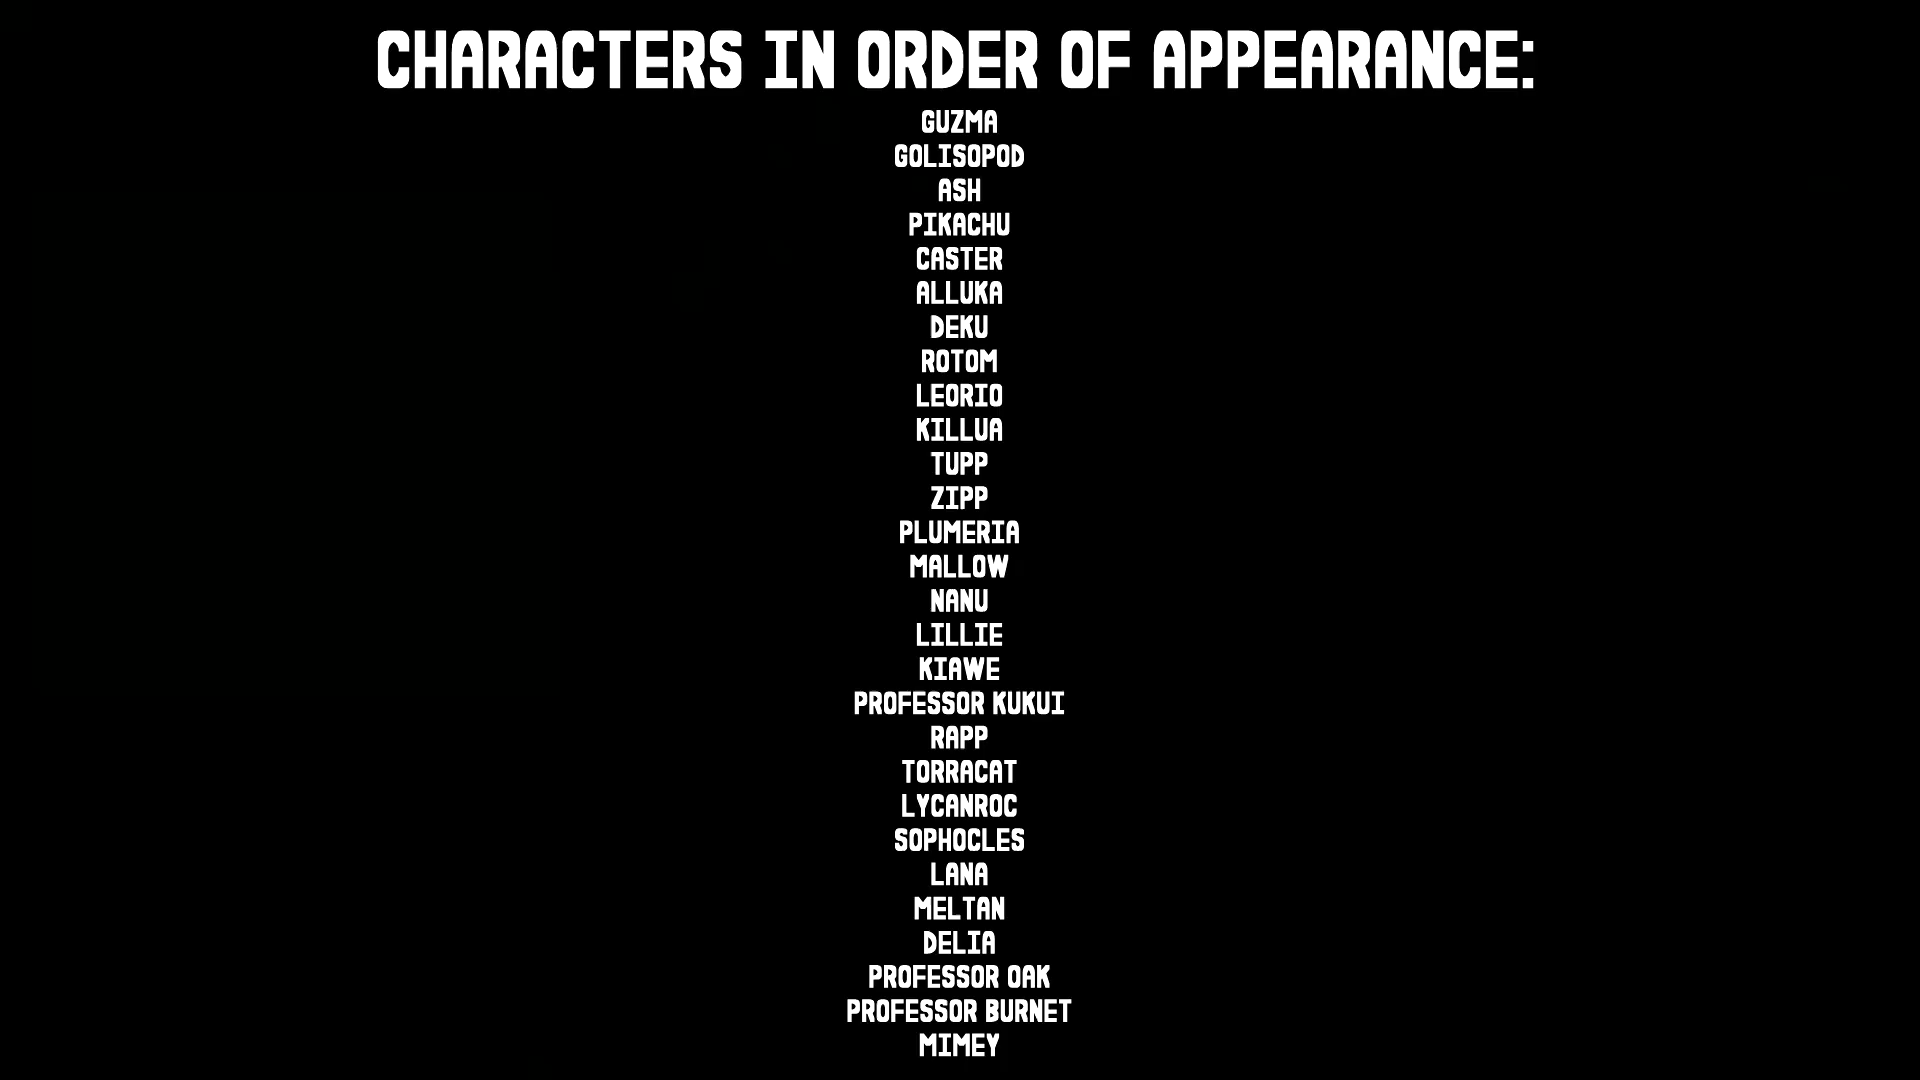 CHARACTERS IN ORDER OF APPEARANCE:
GUZMA
GOLISOPOD
ASH
PIKACHU
CASTER
ALLUKA
DEKU
ROTOM
LEORIO
KILLUA
TUPP
ZIPP
PLUMERIA
MALLOW
NANU
LILLIE
KIAWE
PROFESSOR KUKUI
RAPP
TORRACAT
LYCANROC
SOPHOCLES
LANA
MELTAN
DELIA
PROFESSOR OAK
PROFESSOR BURNET
MIMEY